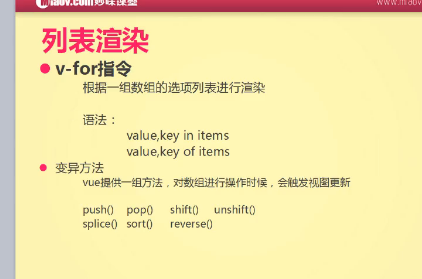 miaov.com 妙味课堂
www.miaov
列表渲染
v-for指令
根据一组数组的选项列表进行渲染
语法：
value,key in items
value,key of items
变异方法
vue提供一组方法，对数组进行操作时候，会触发视图更新
push() pop() shift() unshift()
splice() sort() reverse()